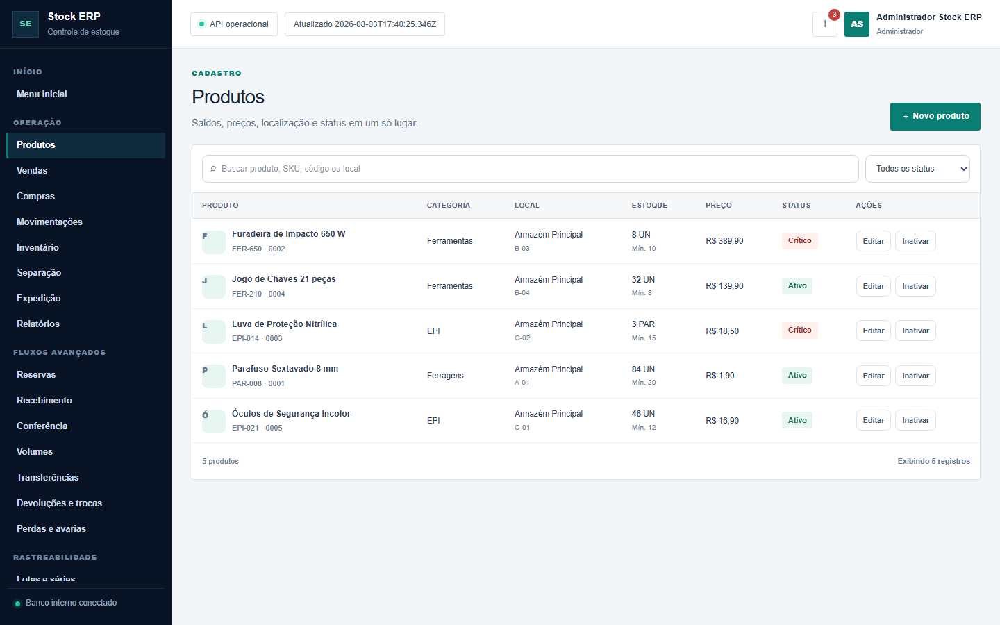 SE
Stock ERP
Controle de estoque
API operacional
Atualizado 2026-08-03T17:40:25.346Z
!
3
AS
Administrador Stock ERP
Administrador
INÍCIO
Menu inicial
OPERAÇÃO
Produtos
Vendas
Compras
Movimentações
Inventário
Separação
Expedição
Relatórios
FLUXOS AVANÇADOS
Reservas
Recebimento
Conferência
Volumes
Transferências
Devoluções e trocas
Perdas e avarias
RASTREABILIDADE
Lotes e séries
Banco interno conectado
CADASTRO
Produtos
Saldos, preços, localização e status em um só lugar.
+ Novo produto
Buscar produto, SKU, código ou local
Todos os status
PRODUTO CATEGORIA LOCAL ESTOQUE PREÇO STATUS AÇÕES
F Furadeira de Impacto 650 W Ferramentas Armazém Principal 8 UN R$ 389,90 Crítico Editar Inativar
FER-650 · 0002 B-03 Mín. 10
J Jogo de Chaves 21 peças Ferramentas Armazém Principal 32 UN R$ 139,90 Ativo Editar Inativar
FER-210 · 0004 B-04 Mín. 8
L Luva de Proteção Nitrílica EPI Armazém Principal 3 PAR R$ 18,50 Crítico Editar Inativar
EPI-014 · 0003 C-02 Mín. 15
P Parafuso Sextavado 8 mm Ferragens Armazém Principal 84 UN R$ 1,90 Ativo Editar Inativar
PAR-008 · 0001 A-01 Mín. 20
Ó Óculos de Segurança Incolor EPI Armazém Principal 46 UN R$ 16,90 Ativo Editar Inativar
EPI-021 · 0005 C-01 Mín. 12
5 produtos
Exibindo 5 registros